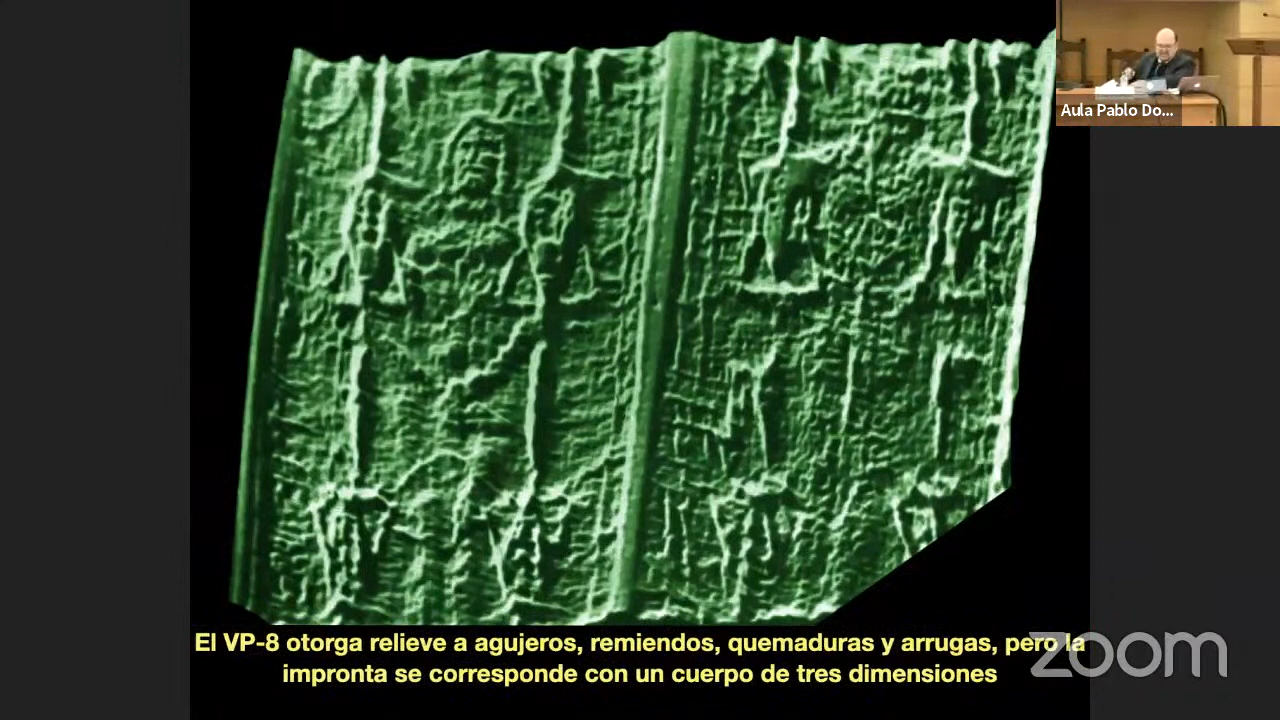 Aula Pablo Do...
El VP-8 otorga relieve a agujeros, remiendos, quemaduras y arrugas, pero la
impronta se corresponde con un cuerpo de tres dimensiones
zoom